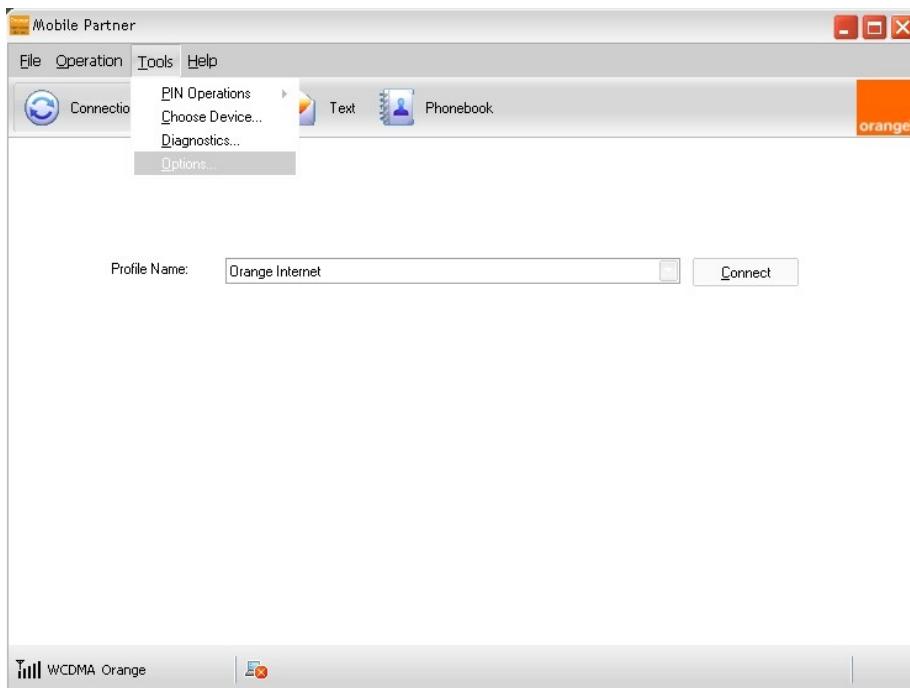 Mobile Partner
File Operation Tools Help
Connectio
Text
Phonebook
orange
PIN Operations
Choose Device...
Diagnostics...
Options...
Profile Name:
Orange Internet
Connect
WCDMA Orange